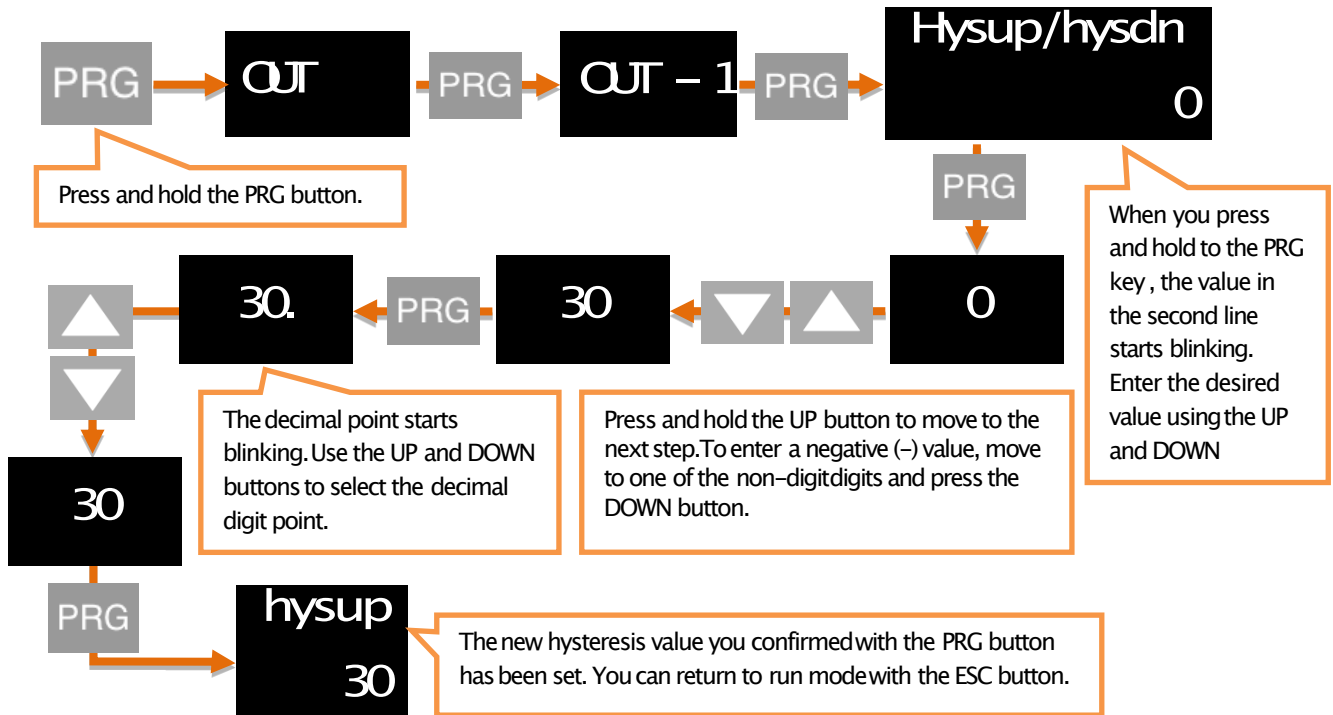 PRG
OUT
PRG
OUT – 1
PRG
Hysup/hysdn
0
Press and hold the PRG button.
PRG
When you press
and hold to the PRG
key , the value in
the second line
starts blinking.
Enter the desired
value using the UP
and DOWN
0
30
PRG
30.
The decimal point starts
blinking. Use the UP and DOWN
buttons to select the decimal
digit point.
Press and hold the UP button to move to the
next step. To enter a negative (–) value, move
to one of the non–digitdigits and press the
DOWN button.
30
PRG
hysup
30
The new hysteresis value you confirmed with the PRG button
has been set. You can return to run mode with the ESC button.